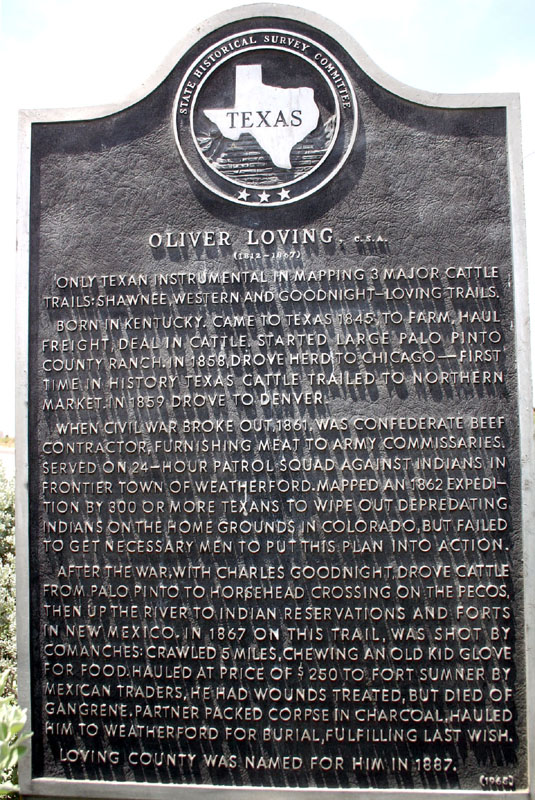 STATE HISTORICAL SURVEY COMMITTEE
TEXAS
OLIVER LOVING, C.S.A.
(1812-1867)
ONLY TEXAN INSTRUMENTAL IN MAPPING 3 MAJOR CATTLE
TRAILS: SHAWNEE, WESTERN AND GOODNIGHT-LOVING TRAILS.
BORN IN KENTUCKY. CAME TO TEXAS 1845, TO FARM, HAUL
FREIGHT, DEAL IN CATTLE. STARTED LARGE PALO PINTO
COUNTY RANCH. IN 1858, DROVE HERD TO CHICAGO—FIRST
TIME IN HISTORY TEXAS CATTLE TRAILED TO NORTHERN
MARKET. IN 1859 DROVE TO DENVER.
WHEN CIVIL WAR BROKE OUT, 1861, WAS CONFEDERATE BEEF
CONTRACTOR, FURNISHING MEAT TO ARMY COMMISSARIES.
SERVED ON 24-HOUR PATROL SQUAD AGAINST INDIANS IN
FRONTIER TOWN OF WEATHERFORD. MAPPED AN 1862 EXPEDI-
TION BY 800 OR MORE TEXANS TO WIPE OUT DEPREDATING
INDIANS ON THE HOME GROUNDS IN COLORADO, BUT FAILED
TO GET NECESSARY MEN TO PUT THIS PLAN INTO ACTION.
AFTER THE WAR, WITH CHARLES GOODNIGHT, DROVE CATTLE
FROM PALO PINTO TO HORSEHEAD CROSSING ON THE PECOS,
THEN UP THE RIVER TO INDIAN RESERVATIONS AND FORTS
IN NEW MEXICO. IN 1867 ON THIS TRAIL, WAS SHOT BY
COMANCHES; CRAWLED 5 MILES, CHEWING AN OLD KID GLOVE
FOR FOOD. HAULED AT PRICE OF $250 TO FORT SUMNER BY
MEXICAN TRADERS, HE HAD WOUNDS TREATED, BUT DIED OF
GANGRENE. PARTNER PACKED CORPSE IN CHARCOAL, HAULED
HIM TO WEATHERFORD FOR BURIAL, FULFILLING LAST WISH.
LOVING COUNTY WAS NAMED FOR HIM IN 1887.
(1965)